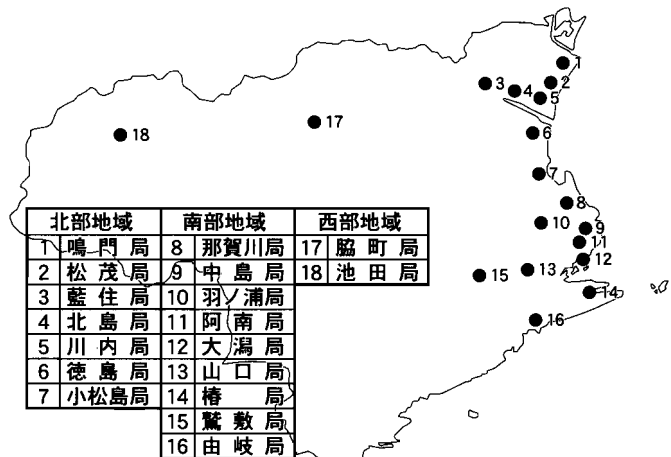 1
2
3
4
5
6
7
8
9
10
11
12
13
14
15
16
17
18
北部地域 南部地域 西部地域
1 鳴門局 8 那賀川局 17 脇町局
2 松茂局 9 中島局 18 池田局
3 藍住局 10 羽ノ浦局
4 北島局 11 阿南局
5 川内局 12 大潟局
6 徳島局 13 山口局
7 小松島局 14 椿局
15 鷲敷局
16 由岐局